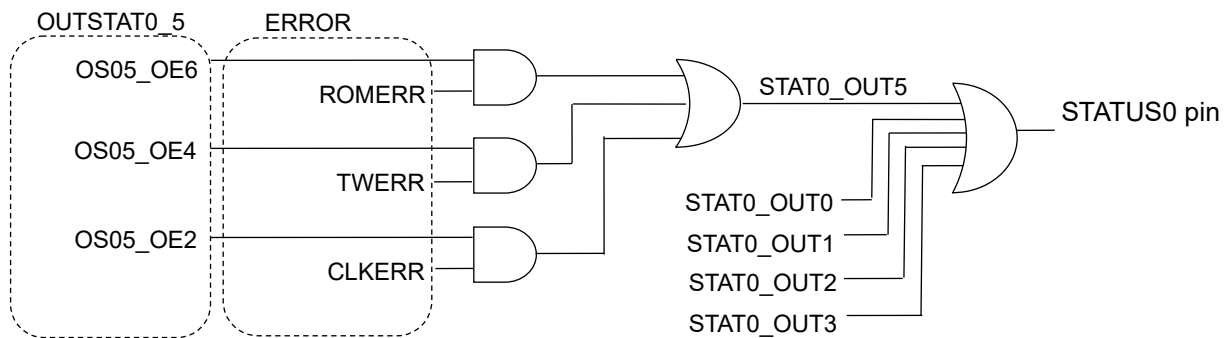 OUTSTAT0_5
ERROR
OS05_OE6
ROMERR
STAT0_OUT5
STATUS0 pin
OS05_OE4
TWERR
STAT0_OUT0
OS05_OE2
STAT0_OUT1
CLKERR
STAT0_OUT2
STAT0_OUT3